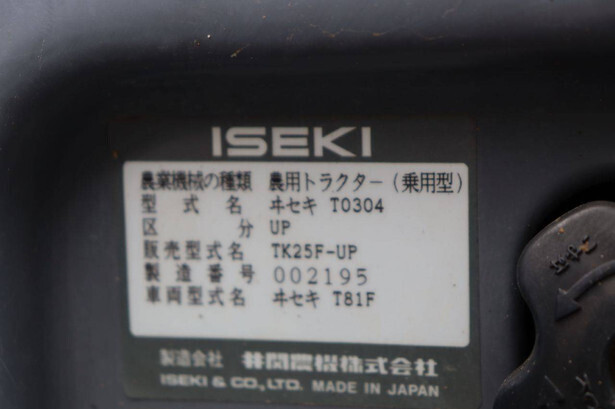 ISEKI
農業機械の種類 農用トラクター(乗用型)
型式名 ヰセキ T0304
区分 UP
販売型式名 TK25F-UP
製造番号 002195
車両型式名 ヰセキ T81F
製造会社 井関農機株式会社
ISEKI & CO., LTD. MADE IN JAPAN